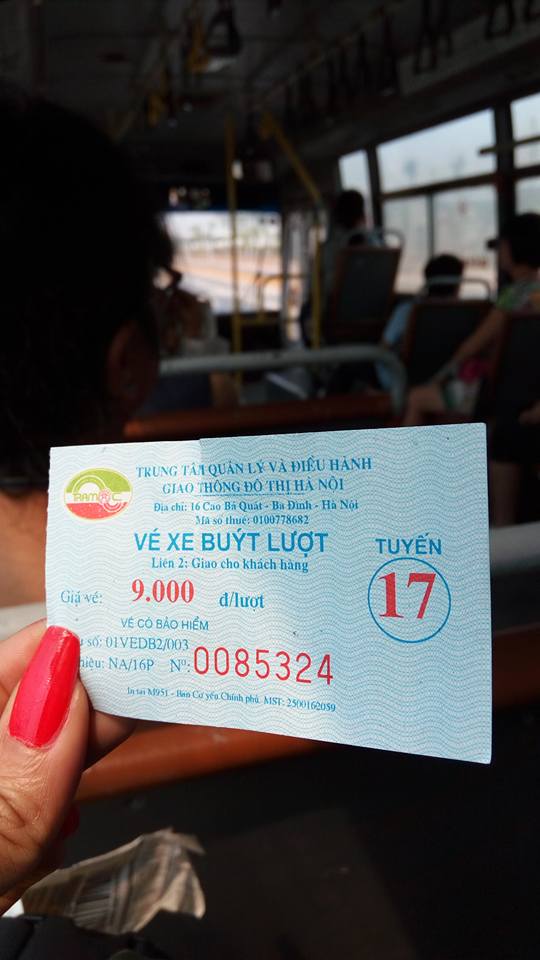 TRAMOC
TRUNG TÂM QUẢN LÝ VÀ ĐIỀU HÀNH
GIAO THÔNG ĐÔ THỊ HÀ NỘI
Địa chỉ: 16 Cao Bá Quát - Ba Đình - Hà Nội
Mã số thuế: 0100778682
VÉ XE BUÝT LƯỢT
TUYẾN
Liên 2: Giao cho khách hàng
17
Giá vé: 9.000 đ/lượt
VÉ CÓ BẢO HIỂM
số: 01VEDB2/003
hiệu: NA/16P Nº: 0085324
In tại M951 - Ban Cơ yếu Chính phủ. MST: 2500162059